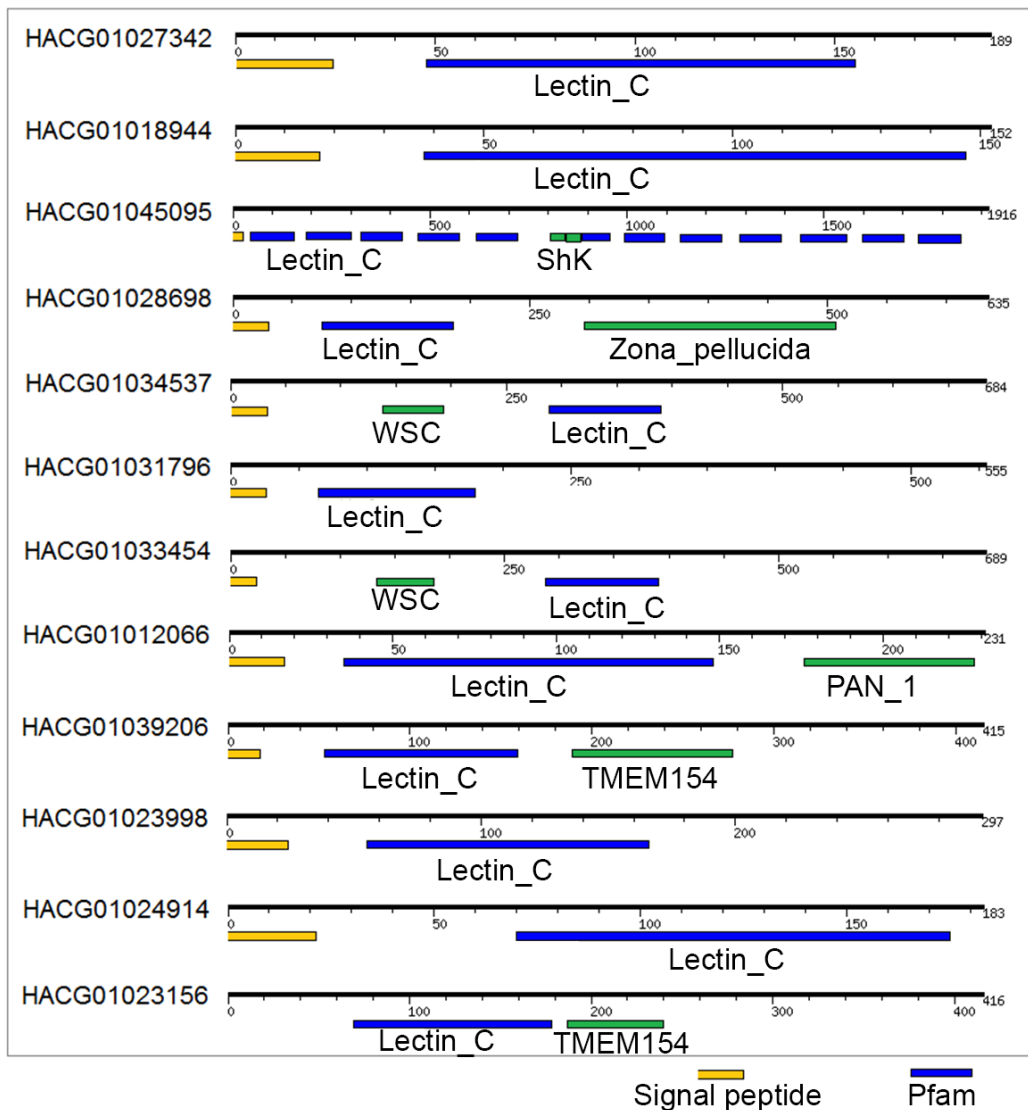 HACG01027342
0 50 100 150 189
Lectin_C
HACG01018944
0 50 100 150 152
Lectin_C
HACG01045095
0 500 1000 1500 1916
Lectin_C ShK
HACG01028698
0 250 500 635
Lectin_C Zona_pellucida
HACG01034537
0 250 500 684
WSC Lectin_C
HACG01031796
0 250 500 555
Lectin_C
HACG01033454
0 250 500 689
WSC Lectin_C
HACG01012066
0 50 100 150 200 231
Lectin_C PAN_1
HACG01039206
0 100 200 300 400 415
Lectin_C TMEM154
HACG01023998
0 100 200 297
Lectin_C
HACG01024914
0 50 100 150 183
Lectin_C
HACG01023156
0 100 200 300 400 416
Lectin_C TMEM154
Signal peptide Pfam